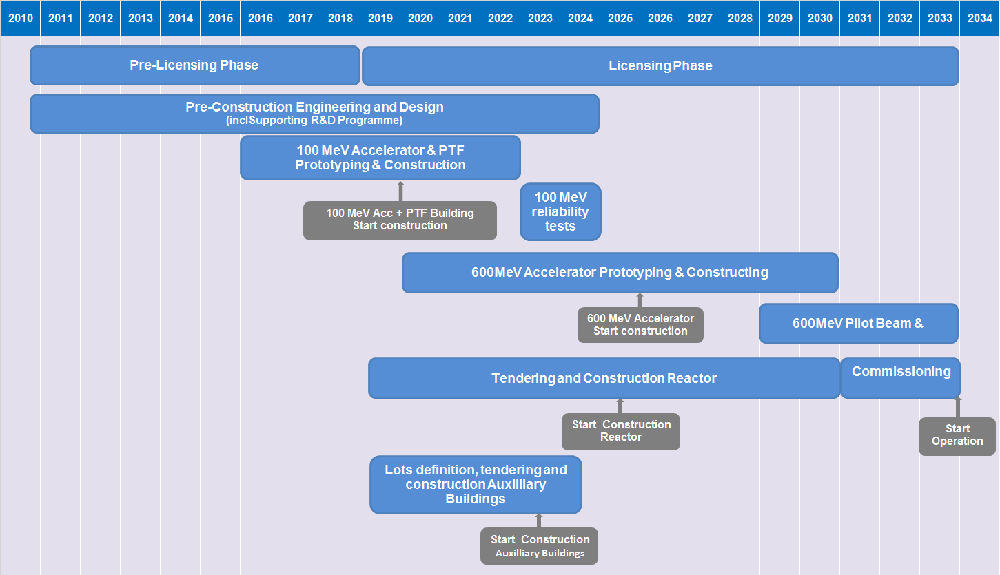 2010 2011 2012 2013 2014 2015 2016 2017 2018 2019 2020 2021 2022 2023 2024 2025 2026 2027 2028 2029 2030 2031 2032 2033 2034
Pre-Licensing Phase
Licensing Phase
Pre-Construction Engineering and Design
(incl Supporting R&D Programme)
100 MeV Accelerator & PTF
Prototyping & Construction
100 MeV Acc + PTF Building
Start construction
100 MeV
reliability
tests
600MeV Accelerator Prototyping & Constructing
600 MeV Accelerator
Start construction
600MeV Pilot Beam &
Tendering and Construction Reactor
Commissioning
Start Construction
Reactor
Start
Operation
Lots definition, tendering and
construction Auxilliary
Buildings
Start Construction
Auxilliary Buildings